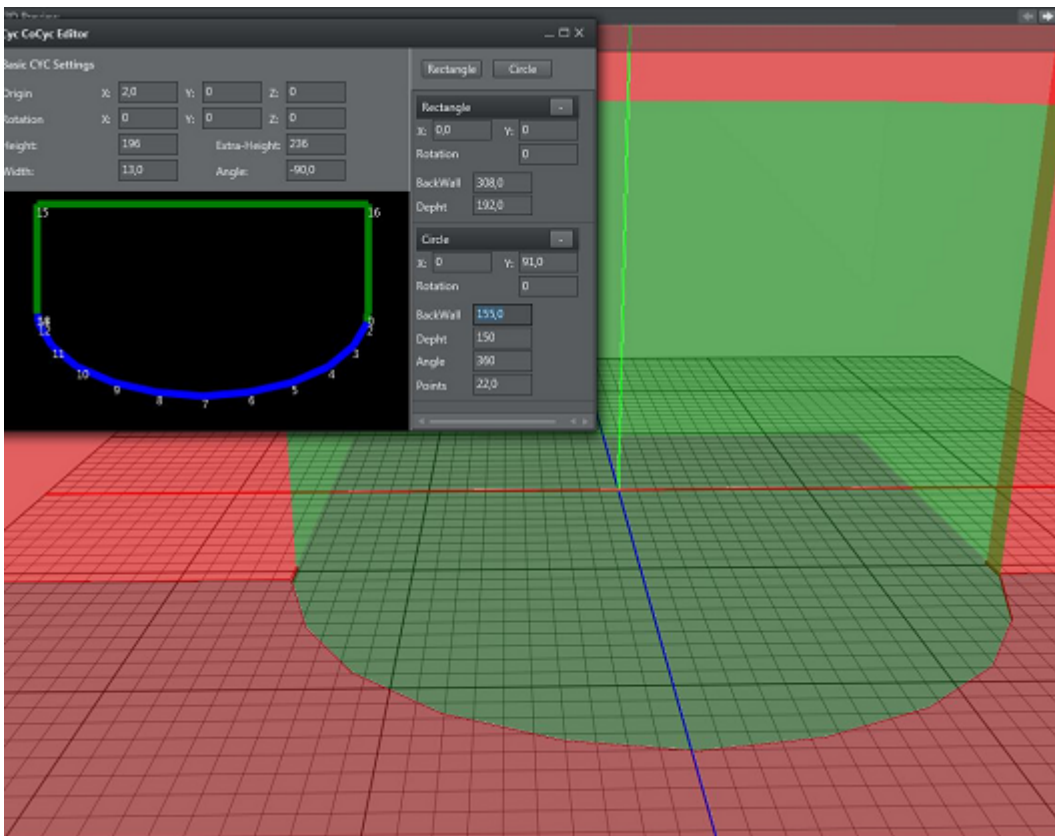 3D Preview
Cyc CoCyc Editor
Basic CYC Settings
Origin X: 2,0 Y: 0 Z: 0
Rotation X: 0 Y: 0 Z: 0
Height: 196 Extra-Height: 236
Width: 13,0 Angle: -90,0
Rectangle Circle
Rectangle -
X: 0,0 Y: 0
Rotation 0
BackWall 308,0
Depht 192,0
Circle -
X: 0 Y: 91,0
Rotation 0
BackWall 155,0
Depht 150
Angle 360
Points 22,0
15 16
12 2
11 3
10 4
9 5
8 6
7